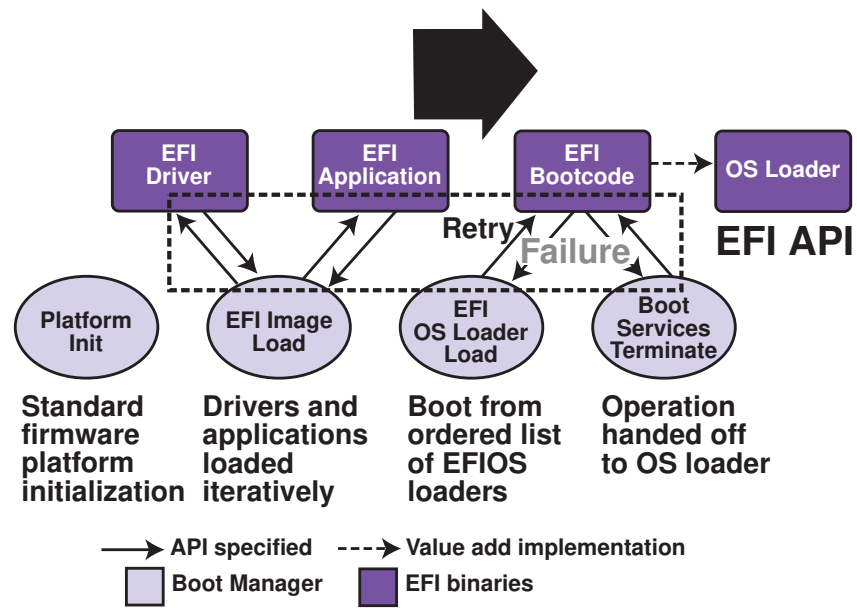 EFI
Driver
EFI
Application
EFI
Bootcode
OS Loader
EFI API
Retry
Failure
Platform
Init
EFI Image
Load
EFI
OS Loader
Load
Boot
Services
Terminate
Standard
firmware
platform
initialization
Drivers and
applications
loaded
iteratively
Boot from
ordered list
of EFIOS
loaders
Operation
handed off
to OS loader
API specified
Value add implementation
Boot Manager
EFI binaries